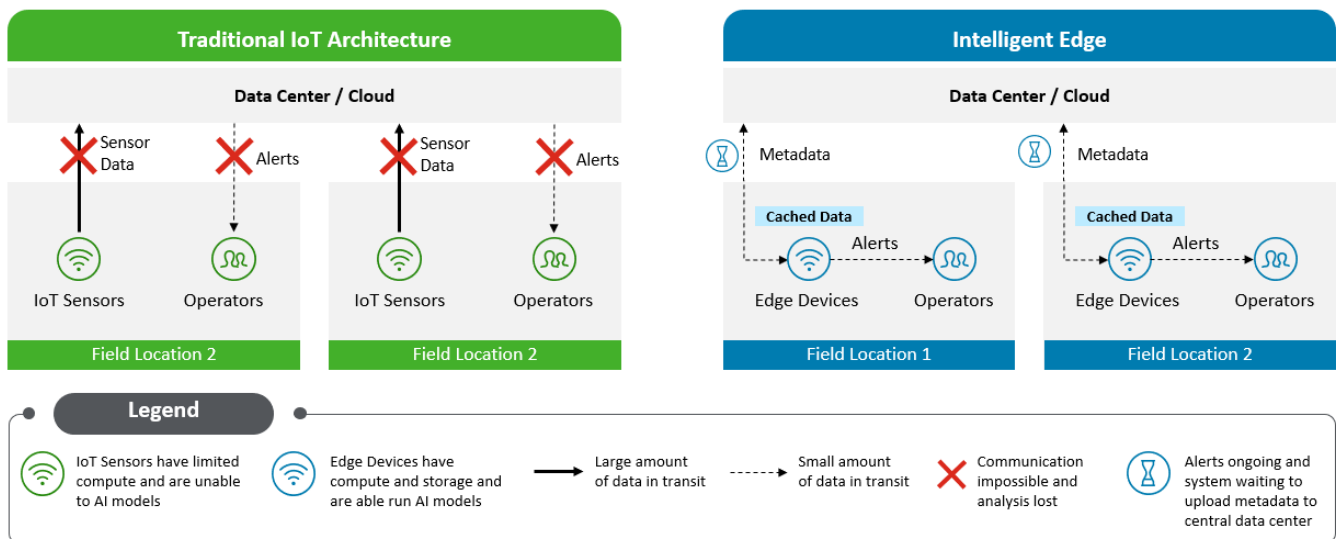 Traditional IoT Architecture
Data Center / Cloud
Sensor
Data
Alerts
Sensor
Data
Alerts
IoT Sensors
Operators
IoT Sensors
Operators
Field Location 2
Field Location 2
Intelligent Edge
Data Center / Cloud
Metadata
Metadata
Cached Data
Cached Data
Alerts
Alerts
Edge Devices
Operators
Edge Devices
Operators
Field Location 1
Field Location 2
Legend
IoT Sensors have limited
compute and are unable
to AI models
Edge Devices have
compute and storage and
are able run AI models
Large amount
of data in transit
Small amount
of data in transit
Communication
impossible and
analysis lost
Alerts ongoing and
system waiting to
upload metadata to
central data center